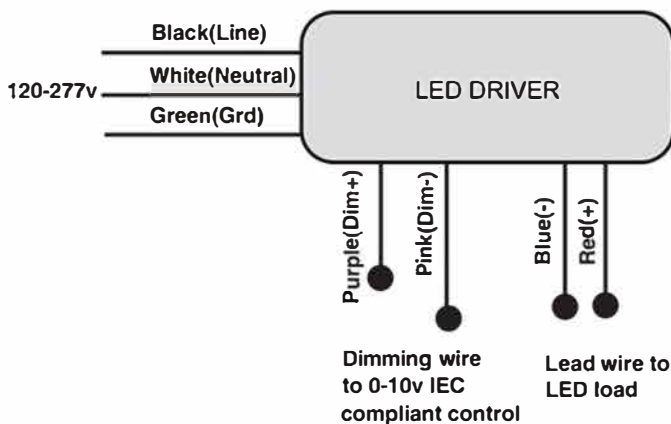 Black(Line)
120-277v
White(Neutral)
Green(Grd)
LED DRIVER
Purple(Dim+)
Pink(Dim-)
Blue(-)
Red(+)
Dimming wire
to 0-10v IEC
compliant control
Lead wire to
LED load